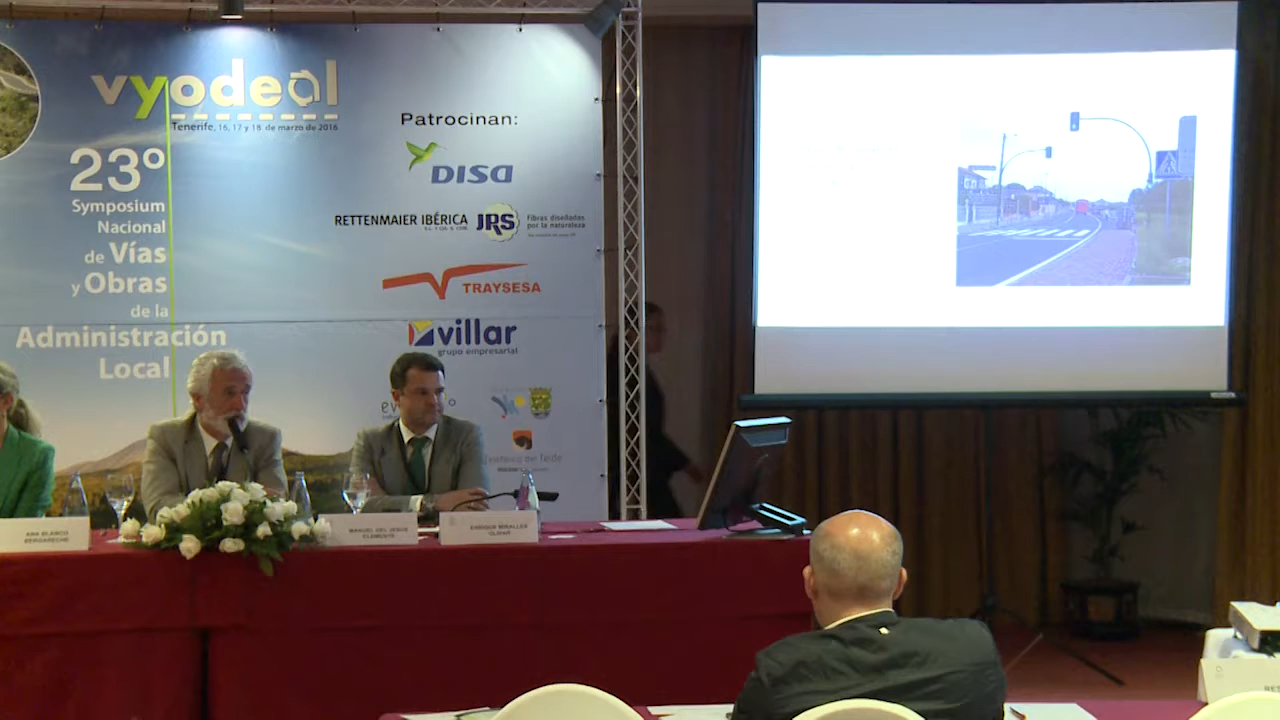 vyodeal
Tenerife, 16, 17 y 18 de marzo de 2016
23º
Symposium
Nacional
de Vías
y Obras
de la
Administración
Local
Patrocinan:
DISA
RETTENMAIER IBÉRICA
JRS
Fibras diseñadas
por la naturaleza
TRAYSESA
villar
grupo empresarial
ANA BLANCO
BERGARECHE
MANUEL DEL JESUS
CLEMENTE
ENRIQUE MIRALLES
OLIVAR